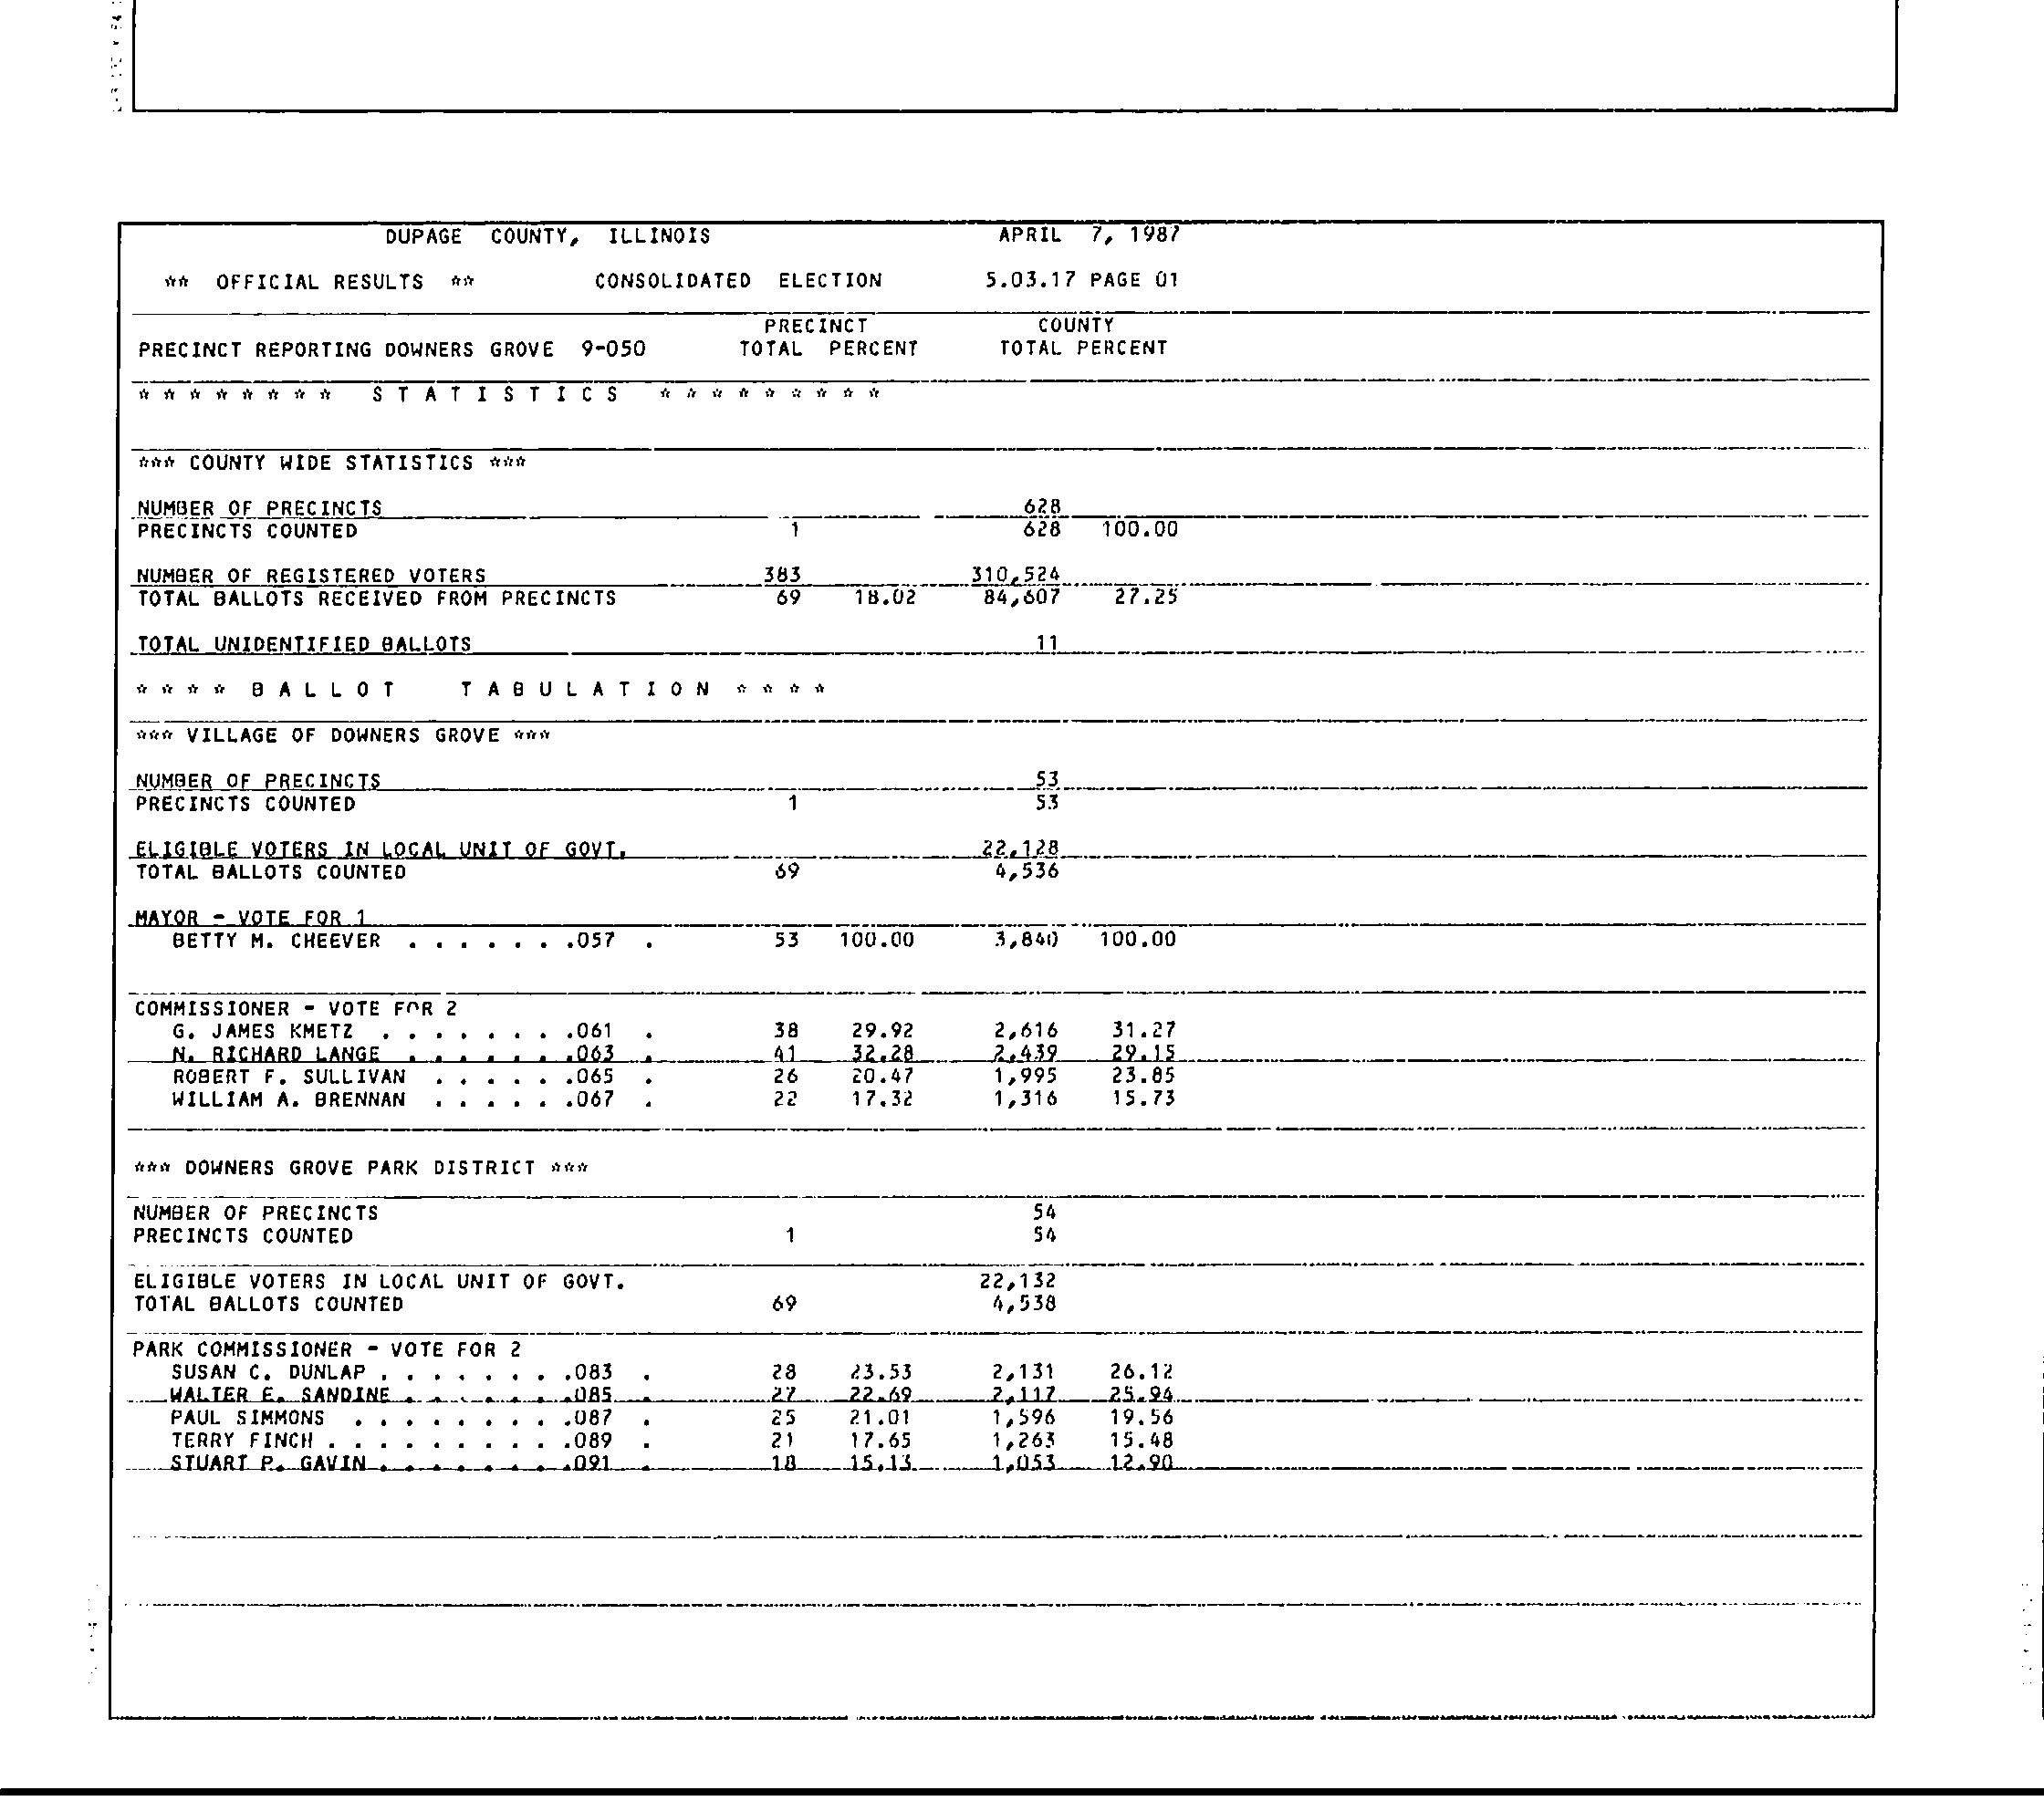 DUPAGE COUNTY, ILLINOIS APRIL 7, 1987
** OFFICIAL RESULTS ** CONSOLIDATED ELECTION 5.03.17 PAGE 01
PRECINCT COUNTY
PRECINCT REPORTING DOWNERS GROVE 9-050 TOTAL PERCENT TOTAL PERCENT
* * * * * * * * S T A T I S T I C S * * * * * * * * *
*** COUNTY WIDE STATISTICS ***
NUMBER OF PRECINCTS 628
PRECINCTS COUNTED 1 628 100.00
NUMBER OF REGISTERED VOTERS 383 310,524
TOTAL BALLOTS RECEIVED FROM PRECINCTS 69 18.02 84,607 27.25
TOTAL UNIDENTIFIED BALLOTS 11
* * * * B A L L O T T A B U L A T I O N * * * *
*** VILLAGE OF DOWNERS GROVE ***
NUMBER OF PRECINCTS 53
PRECINCTS COUNTED 1 53
ELIGIBLE VOTERS IN LOCAL UNIT OF GOVT. 22,128
TOTAL BALLOTS COUNTED 69 4,536
MAYOR - VOTE FOR 1
BETTY M. CHEEVER . . . . . . .057 . 53 100.00 3,840 100.00
COMMISSIONER - VOTE FOR 2
G. JAMES KMETZ . . . . . . . .061 . 38 29.92 2,616 31.27
N. RICHARD LANGE . . . . . . .063 . 41 32.28 2,439 29.15
ROBERT F. SULLIVAN . . . . . .065 . 26 20.47 1,995 23.85
WILLIAM A. BRENNAN . . . . . .067 . 22 17.32 1,316 15.73
*** DOWNERS GROVE PARK DISTRICT ***
NUMBER OF PRECINCTS 54
PRECINCTS COUNTED 1 54
ELIGIBLE VOTERS IN LOCAL UNIT OF GOVT. 22,132
TOTAL BALLOTS COUNTED 69 4,538
PARK COMMISSIONER - VOTE FOR 2
SUSAN C. DUNLAP . . . . . . . .083 . 28 23.53 2,131 26.12
WALTER E. SANDINE . . . . . . .085 . 27 22.69 2,117 25.94
PAUL SIMMONS . . . . . . . . .087 . 25 21.01 1,596 19.56
TERRY FINCH . . . . . . . . . .089 . 21 17.65 1,263 15.48
STUART P. GAVIN . . . . . . . .091 . 18 15.13 1,053 12.90